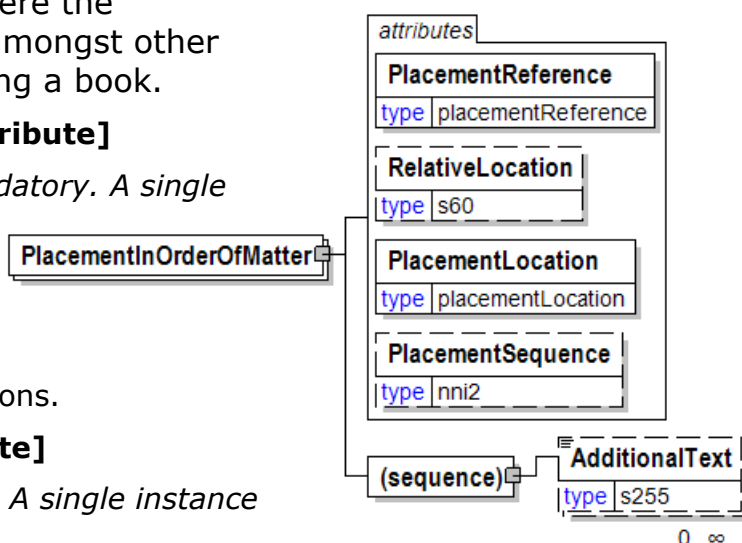 ere the
mongst other
ng a book.
ribute]
datory. A single
ons.
te]
A single instance
PlacementInOrderOfMatter
attributes
PlacementReference
type placementReference
RelativeLocation
type s60
PlacementLocation
type placementLocation
PlacementSequence
type nni2
(sequence)
AdditionalText
type s255
0 ∞